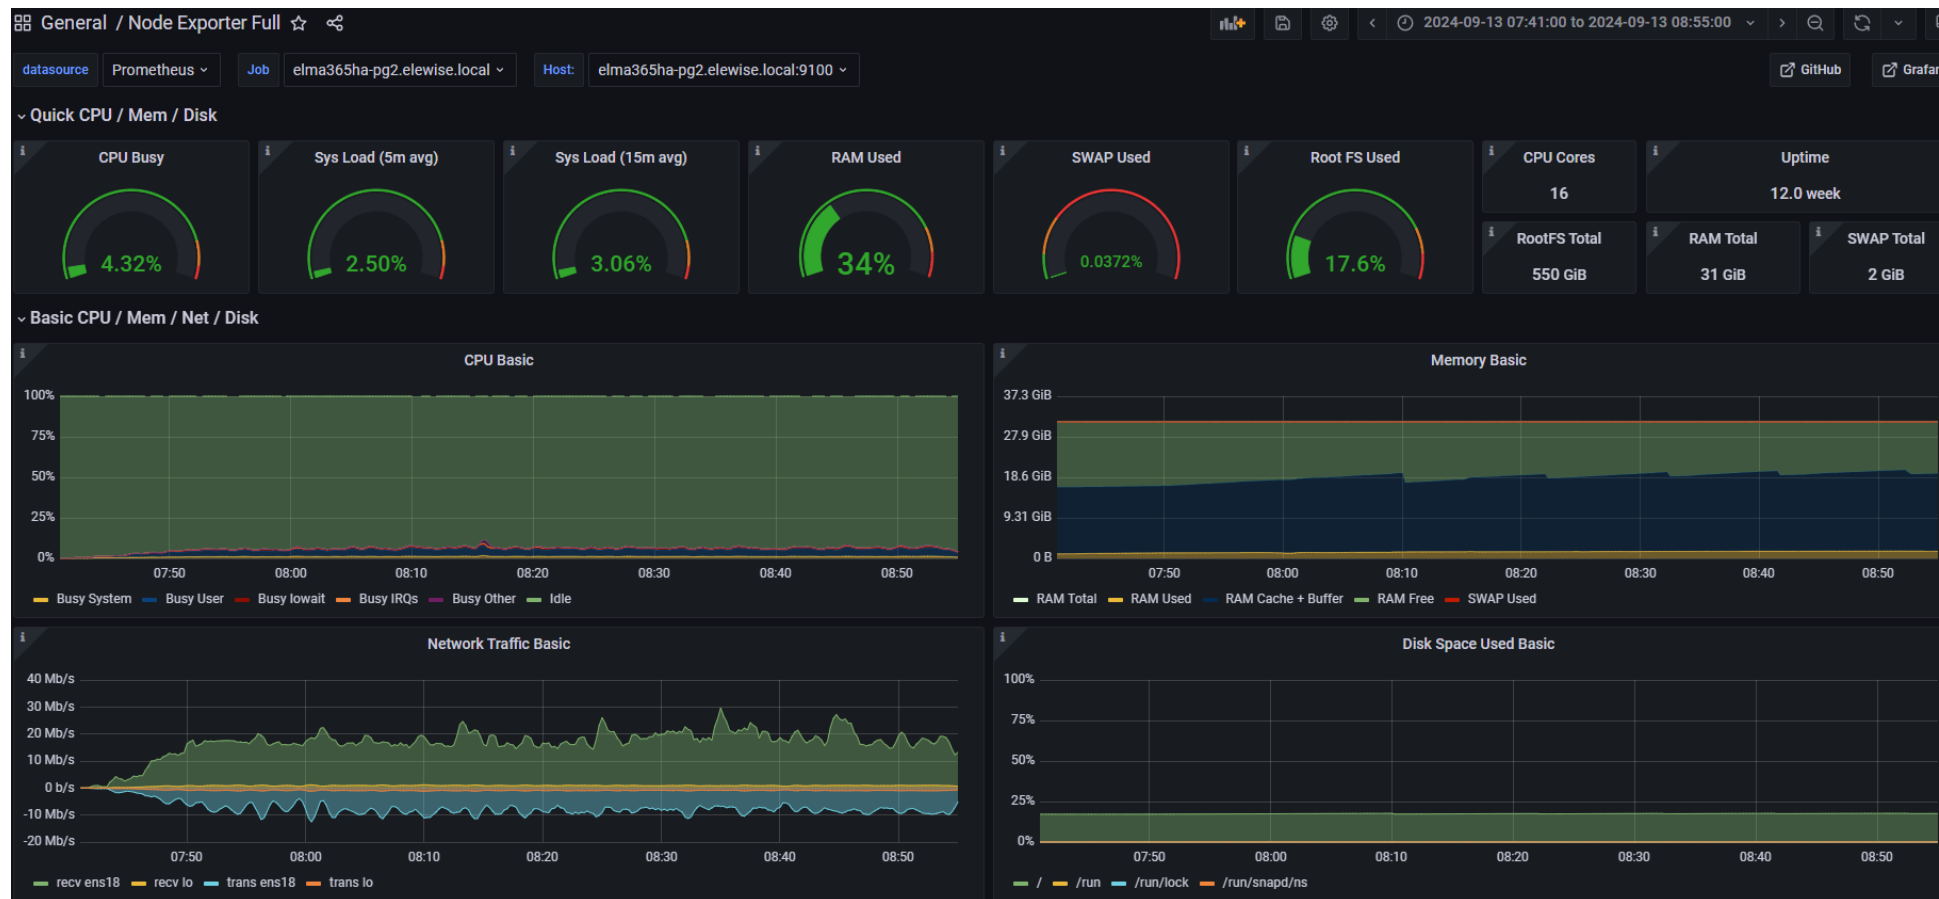 General / Node Exporter Full
2024-09-13 07:41:00 to 2024-09-13 08:55:00
datasource Prometheus Job elma365ha-pg2.elewise.local Host: elma365ha-pg2.elewise.local:9100 GitHub Grafan
Quick CPU / Mem / Disk
CPU Busy
4.32%
Sys Load (5m avg)
2.50%
Sys Load (15m avg)
3.06%
RAM Used
34%
SWAP Used
0.0372%
Root FS Used
17.6%
CPU Cores
16
Uptime
12.0 week
RootFS Total
550 GiB
RAM Total
31 GiB
SWAP Total
2 GiB
Basic CPU / Mem / Net / Disk
CPU Basic
100%
75%
50%
25%
0%
07:50 08:00 08:10 08:20 08:30 08:40 08:50
Busy System Busy User Busy Iowait Busy IRQs Busy Other Idle
Memory Basic
37.3 GiB
27.9 GiB
18.6 GiB
9.31 GiB
0 B
07:50 08:00 08:10 08:20 08:30 08:40 08:50
RAM Total RAM Used RAM Cache + Buffer RAM Free SWAP Used
Network Traffic Basic
40 Mb/s
30 Mb/s
20 Mb/s
10 Mb/s
0 b/s
-10 Mb/s
-20 Mb/s
07:50 08:00 08:10 08:20 08:30 08:40 08:50
recv ens18 recv lo trans ens18 trans lo
Disk Space Used Basic
100%
75%
50%
25%
0%
07:50 08:00 08:10 08:20 08:30 08:40 08:50
/ /run /run/lock /run/snapd/ns